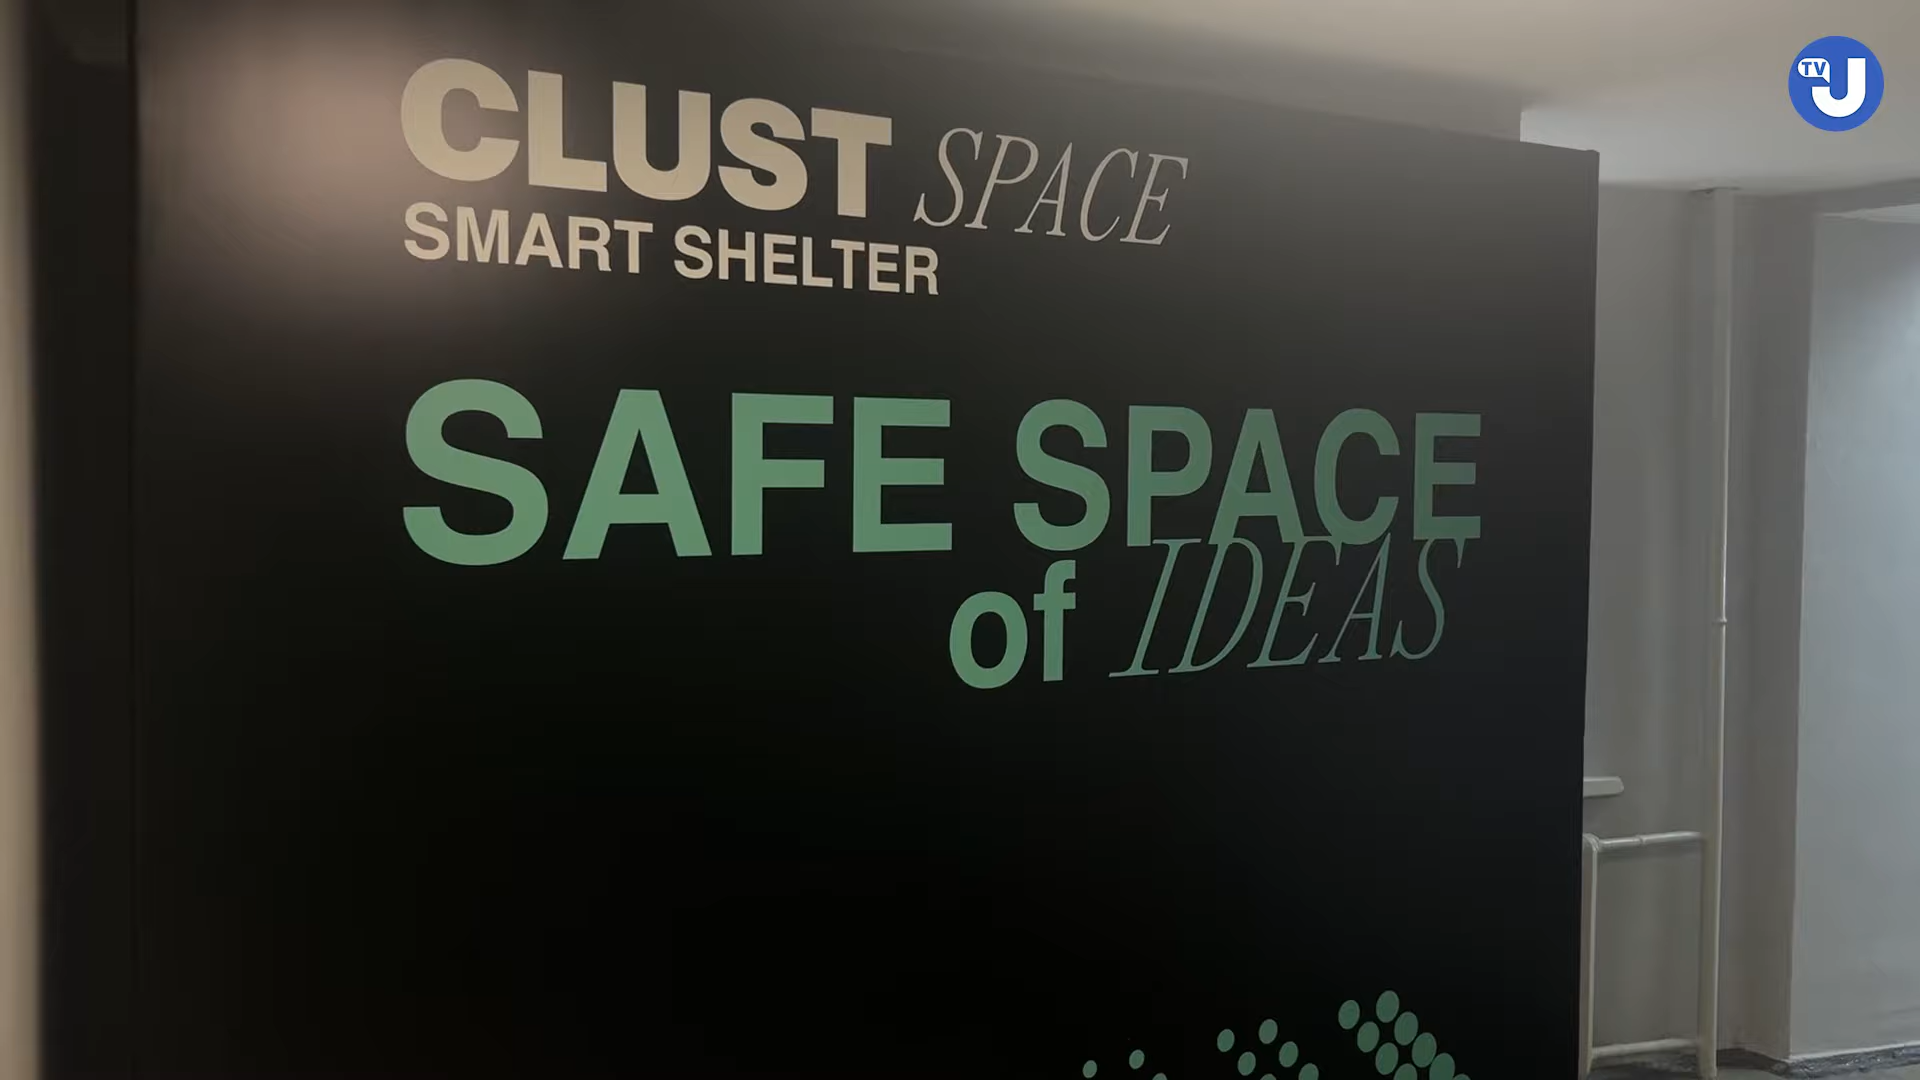 CLUST SPACE
SMART SHELTER
SAFE SPACE
of IDEAS
TV U